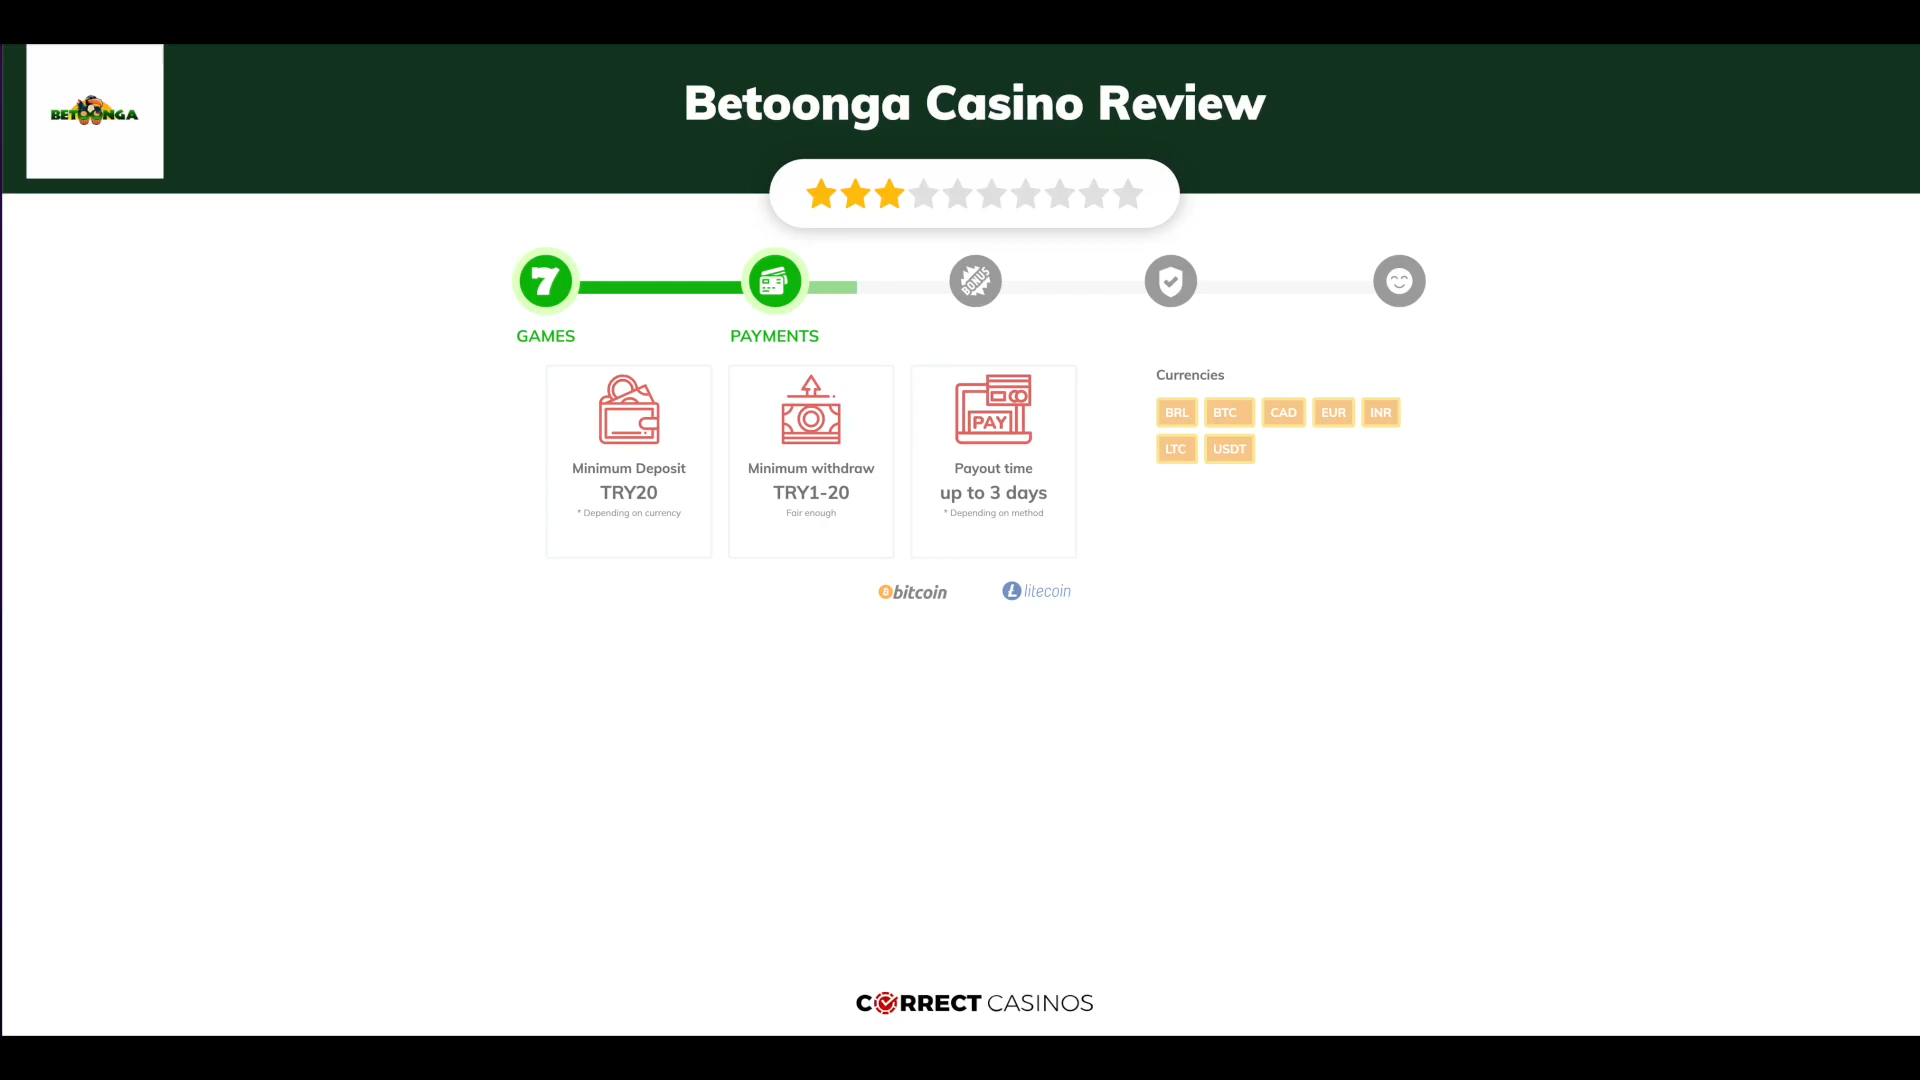 BETOONGA
Betoonga Casino Review
7
BONUS
GAMES
PAYMENTS
PAY
Minimum Deposit
TRY20
* Depending on currency
Minimum withdraw
TRY1-20
Fair enough
Payout time
up to 3 days
* Depending on method
Currencies
BRL BTC CAD EUR INR
LTC USDT
bitcoin
litecoin
CORRECT CASINOS